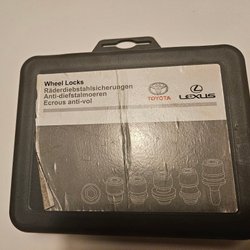 Wheel Locks
Räderdiebstahlsicherungen
Anti-diefstalmoeren
Ecrous anti-vol
TOYOTA
LEXUS